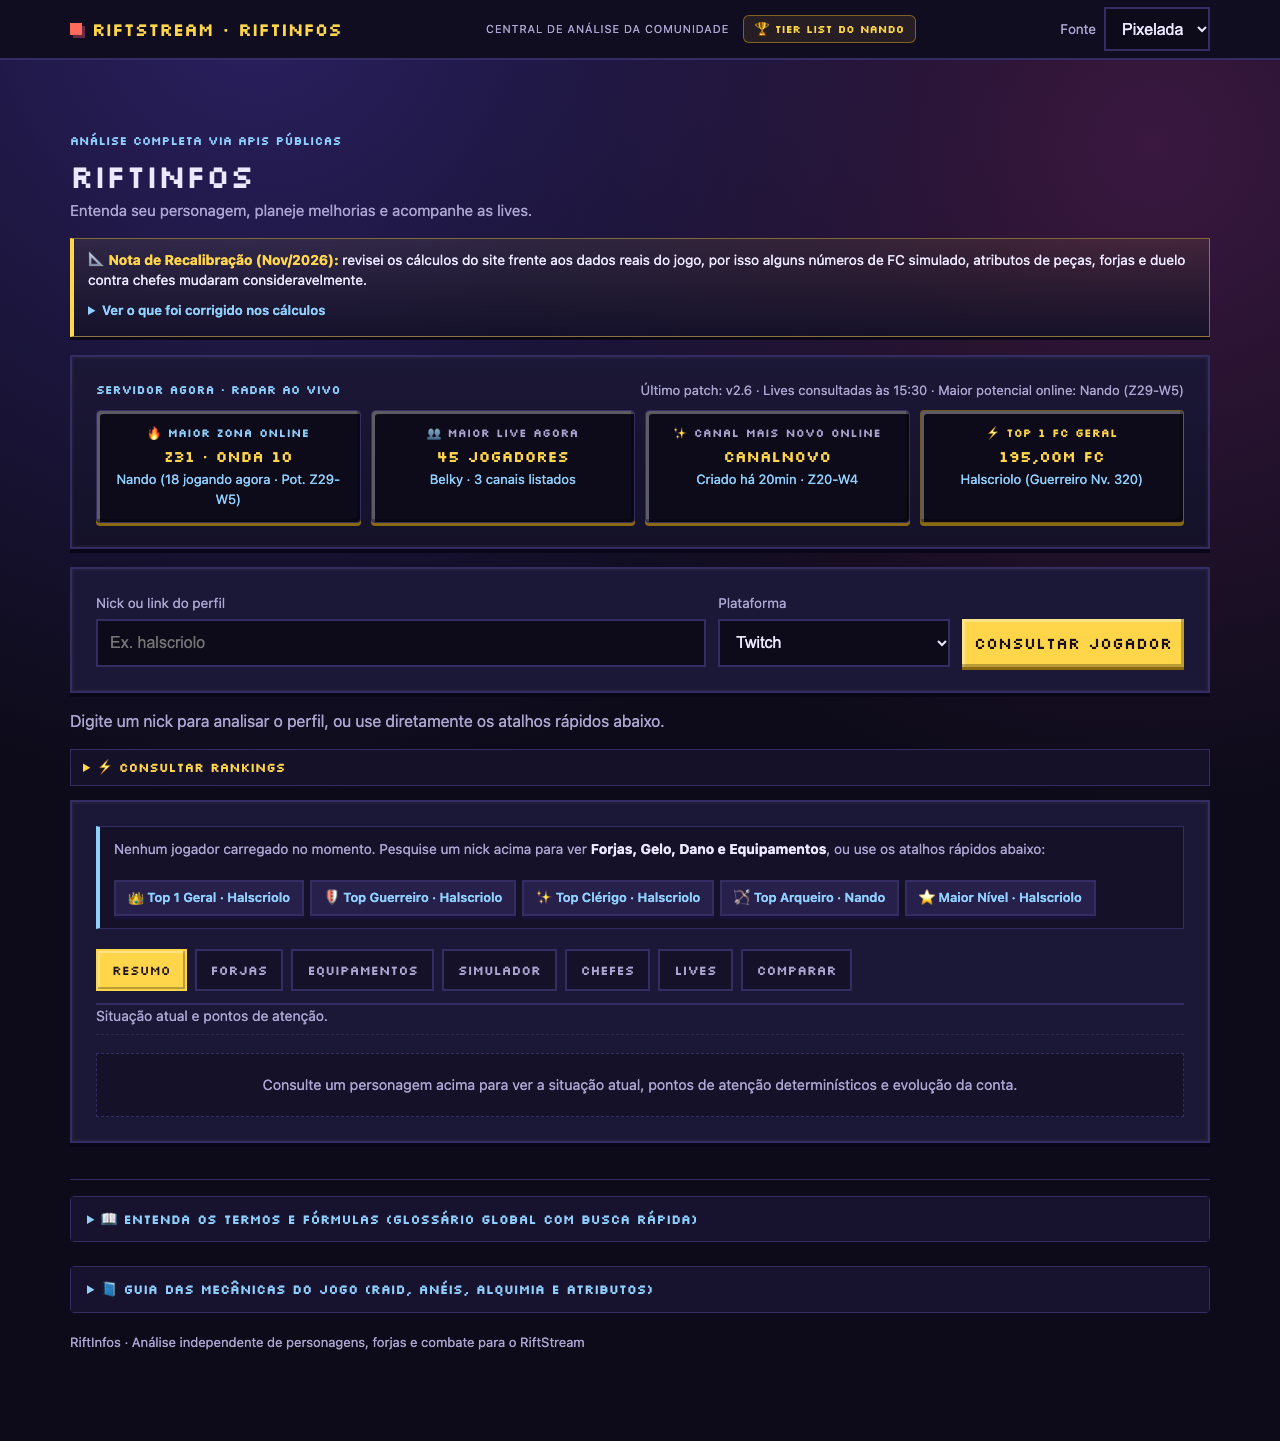 RIFTSTREAM · RIFTINFOS
CENTRAL DE ANÁLISE DA COMUNIDADE
🏆 TIER LIST DO NANDO
Fonte
Pixelada
ANÁLISE COMPLETA VIA APIS PÚBLICAS
RIFTINFOS
Entenda seu personagem, planeje melhorias e acompanhe as lives.
📐 Nota de Recalibração (Nov/2026): revisei os cálculos do site frente aos dados reais do jogo, por isso alguns números de FC simulado, atributos de peças, forjas e duelo
contra chefes mudaram consideravelmente.
▶ Ver o que foi corrigido nos cálculos
SERVIDOR AGORA · RADAR AO VIVO
Último patch: v2.6 · Lives consultadas às 15:30 · Maior potencial online: Nando (Z29-W5)
🔥 MAIOR ZONA ONLINE
Z31 · ONDA 10
Nando (18 jogando agora · Pot. Z29-
W5)
👥 MAIOR LIVE AGORA
45 JOGADORES
Belky · 3 canais listados
✨ CANAL MAIS NOVO ONLINE
CANALNOVO
Criado há 20min · Z20-W4
⚡ TOP 1 FC GERAL
195,00M FC
Halscriolo (Guerreiro Nv. 320)
Nick ou link do perfil
Ex. halscriolo
Plataforma
Twitch
CONSULTAR JOGADOR
Digite um nick para analisar o perfil, ou use diretamente os atalhos rápidos abaixo.
▶ ⚡ CONSULTAR RANKINGS
Nenhum jogador carregado no momento. Pesquise um nick acima para ver Forjas, Gelo, Dano e Equipamentos, ou use os atalhos rápidos abaixo:
👑 Top 1 Geral · Halscriolo
🛡️ Top Guerreiro · Halscriolo
✨ Top Clérigo · Halscriolo
🏹 Top Arqueiro · Nando
⭐ Maior Nível · Halscriolo
RESUMO
FORJAS
EQUIPAMENTOS
SIMULADOR
CHEFES
LIVES
COMPARAR
Situação atual e pontos de atenção.
Consulte um personagem acima para ver a situação atual, pontos de atenção determinísticos e evolução da conta.
▶ 📖 ENTENDA OS TERMOS E FÓRMULAS (GLOSSÁRIO GLOBAL COM BUSCA RÁPIDA)
▶ 📘 GUIA DAS MECÂNICAS DO JOGO (RAID, ANÉIS, ALQUIMIA E ATRIBUTOS)
RiftInfos · Análise independente de personagens, forjas e combate para o RiftStream